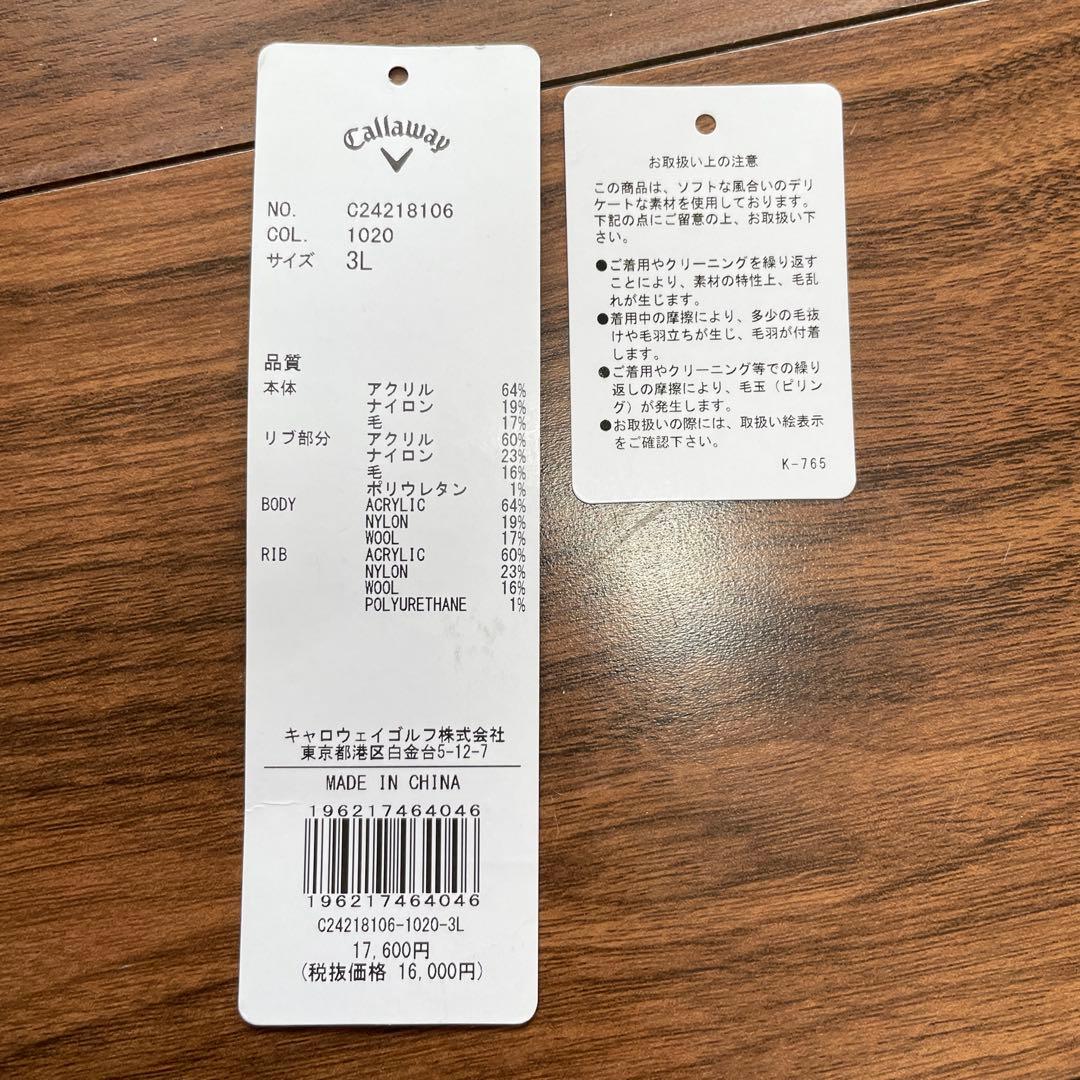 Callaway
NO. C24218106
COL. 1020
サイズ 3L
品質
本体 アクリル 64%
ナイロン 19%
毛 17%
リブ部分 アクリル 60%
ナイロン 23%
毛 16%
ポリウレタン 1%
BODY ACRYLIC 64%
NYLON 19%
WOOL 17%
RIB ACRYLIC 60%
NYLON 23%
WOOL 16%
POLYURETHANE 1%
キャロウェイゴルフ株式会社
東京都港区白金台5-12-7
MADE IN CHINA
196217464046
196217464046
C24218106-1020-3L
17,600円
(税抜価格 16,000円)
お取扱い上の注意
この商品は、ソフトな風合いのデリ
ケートな素材を使用しております。
下記の点にご留意の上、お取扱い下
さい。
●ご着用やクリーニングを繰り返す
ことにより、素材の特性上、毛乱
れが生じます。
●着用中の摩擦により、多少の毛抜
けや毛羽立ちが生じ、毛羽が付着
します。
●ご着用やクリーニング等での繰り
返しの摩擦により、毛玉（ピリン
グ）が発生します。
●お取扱いの際には、取扱い絵表示
をご確認下さい。
K-765